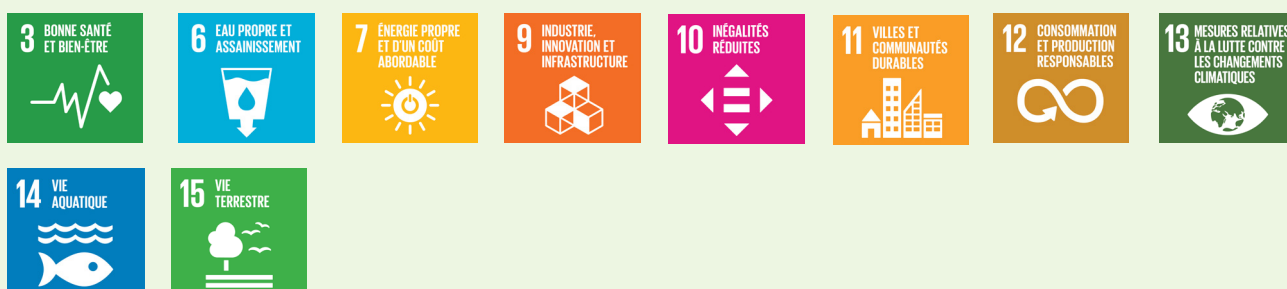 3 BONNE SANTÉ
ET BIEN-ÊTRE
6 EAU PROPRE ET
ASSAINISSEMENT
7 ÉNERGIE PROPRE
ET D'UN COÛT
ABORDABLE
9 INDUSTRIE,
INNOVATION ET
INFRASTRUCTURE
10 INÉGALITÉS
RÉDUITES
11 VILLES ET
COMMUNAUTÉS
DURABLES
12 CONSOMMATION
ET PRODUCTION
RESPONSABLES
13 MESURES RELATIVES
À LA LUTTE CONTRE
LES CHANGEMENTS
CLIMATIQUES
14 VIE
AQUATIQUE
15 VIE
TERRESTRE